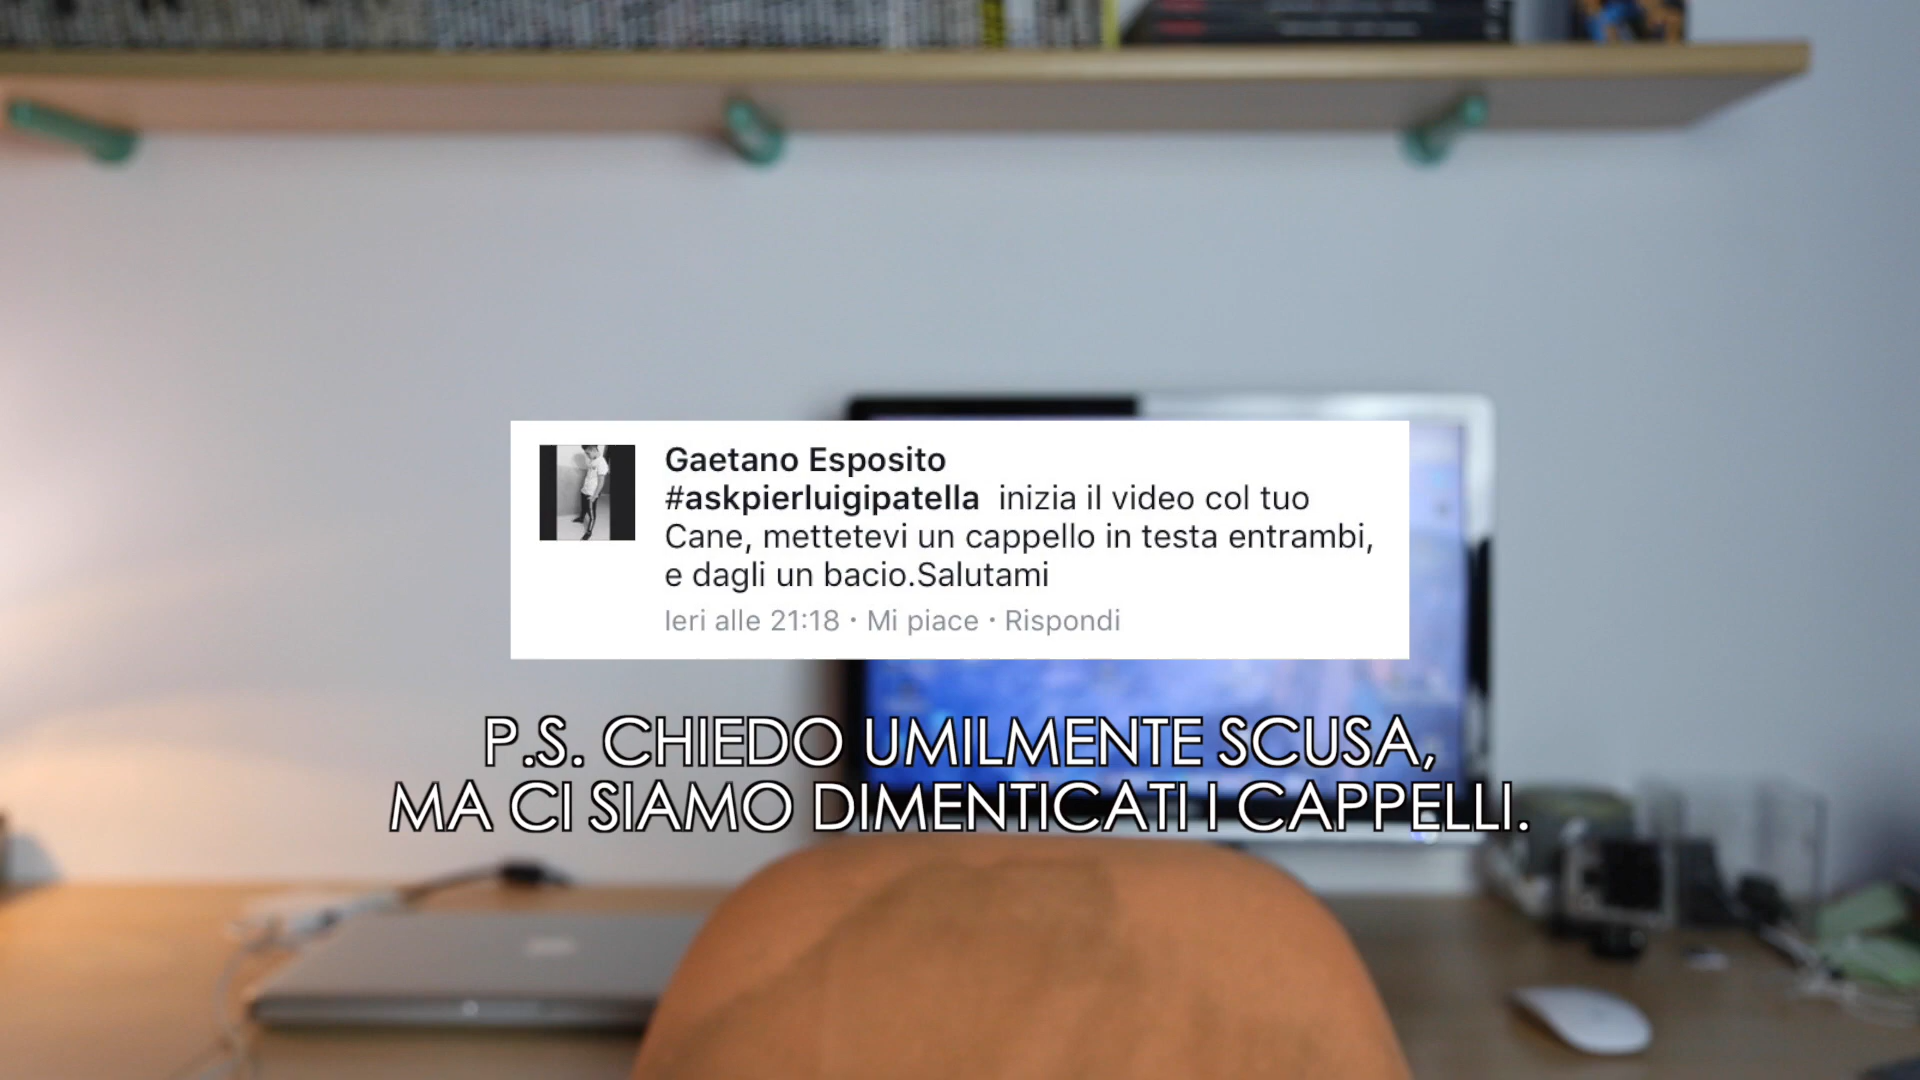 Gaetano Esposito
#askpierluigipatella inizia il video col tuo
Cane, mettetevi un cappello in testa entrambi,
e dagli un bacio.Salutami
Ieri alle 21:18 · Mi piace · Rispondi
P.S. CHIEDO UMILMENTE SCUSA,
MA CI SIAMO DIMENTICATI I CAPPELLI.